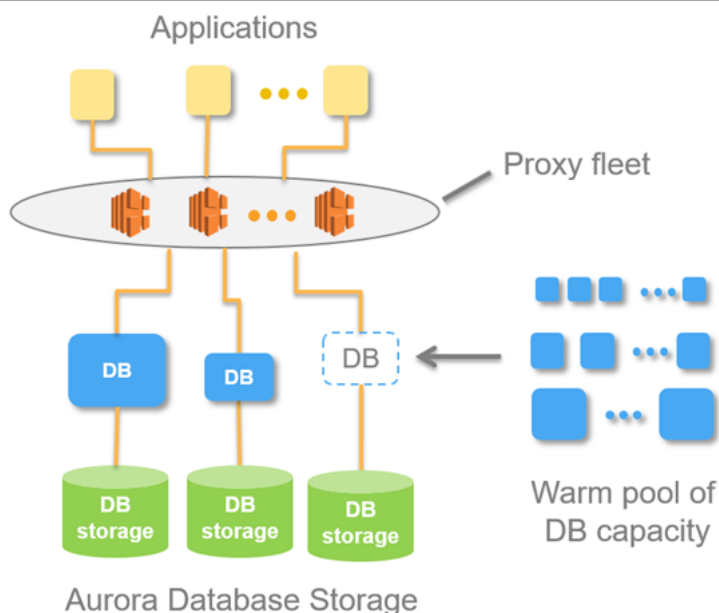 Applications
Proxy fleet
DB
DB
DB
DB
storage
DB
storage
DB
storage
Warm pool of
DB capacity
Aurora Database Storage